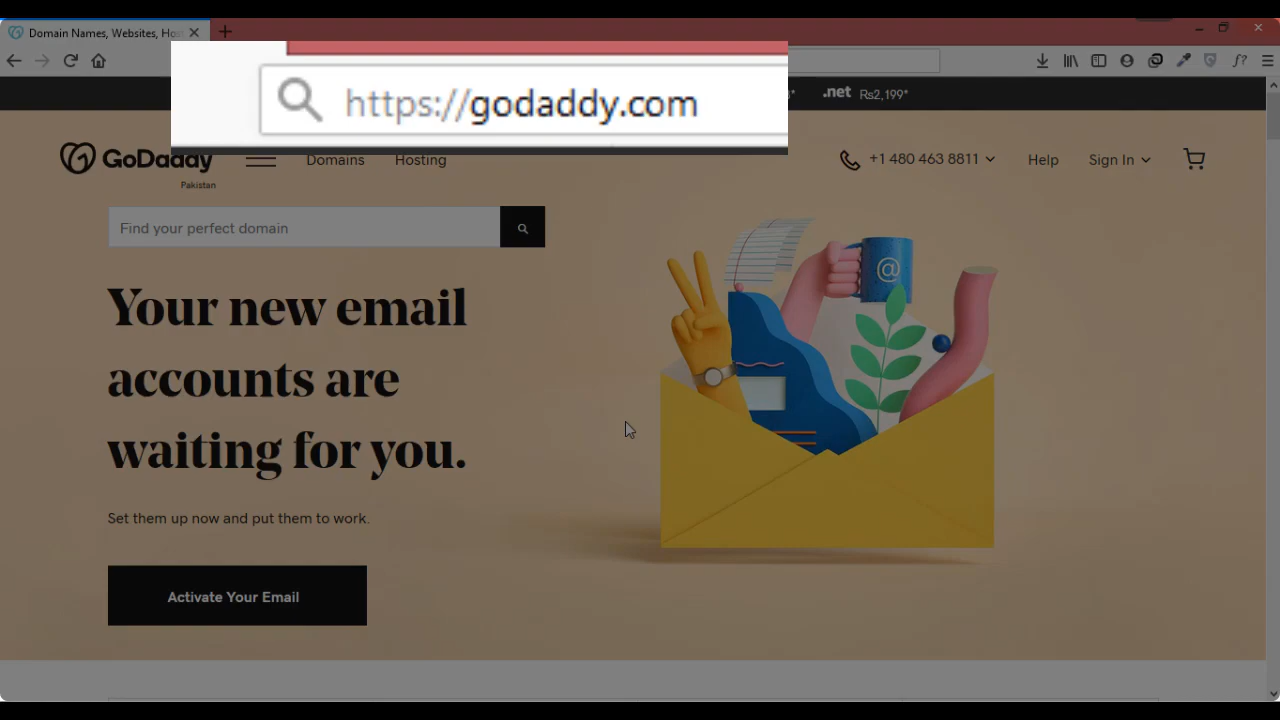 Domain Names, Websites, Hos
https://godaddy.com
.net Rs2,199*
GoDaddy
Pakistan
Domains
Hosting
+1 480 463 8811
Help
Sign In
Find your perfect domain
Your new email
accounts are
waiting for you.
Set them up now and put them to work.
Activate Your Email
@
f?